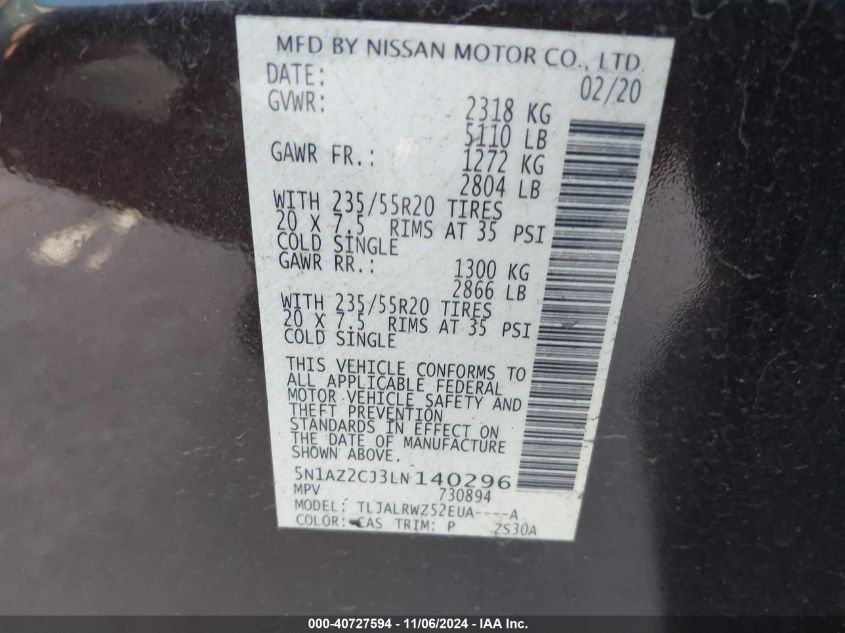 MFD BY NISSAN MOTOR CO., LTD.
DATE: 02/20
GVWR: 2318 KG
5110 LB
GAWR FR.: 1272 KG
2804 LB
WITH 235/55R20 TIRES
20 X 7.5 RIMS AT 35 PSI
COLD SINGLE
GAWR RR.: 1300 KG
2866 LB
WITH 235/55R20 TIRES
20 X 7.5 RIMS AT 35 PSI
COLD SINGLE
THIS VEHICLE CONFORMS TO
ALL APPLICABLE FEDERAL
MOTOR VEHICLE SAFETY AND
THEFT PREVENTION
STANDARDS IN EFFECT ON
THE DATE OF MANUFACTURE
SHOWN ABOVE.
5N1AZ2CJ3LN140296
MPV 730894
MODEL: TLJALRWZ52EUA----A
COLOR: CAS TRIM: P ZS30A
000-40727594 - 11/06/2024 - IAA Inc.